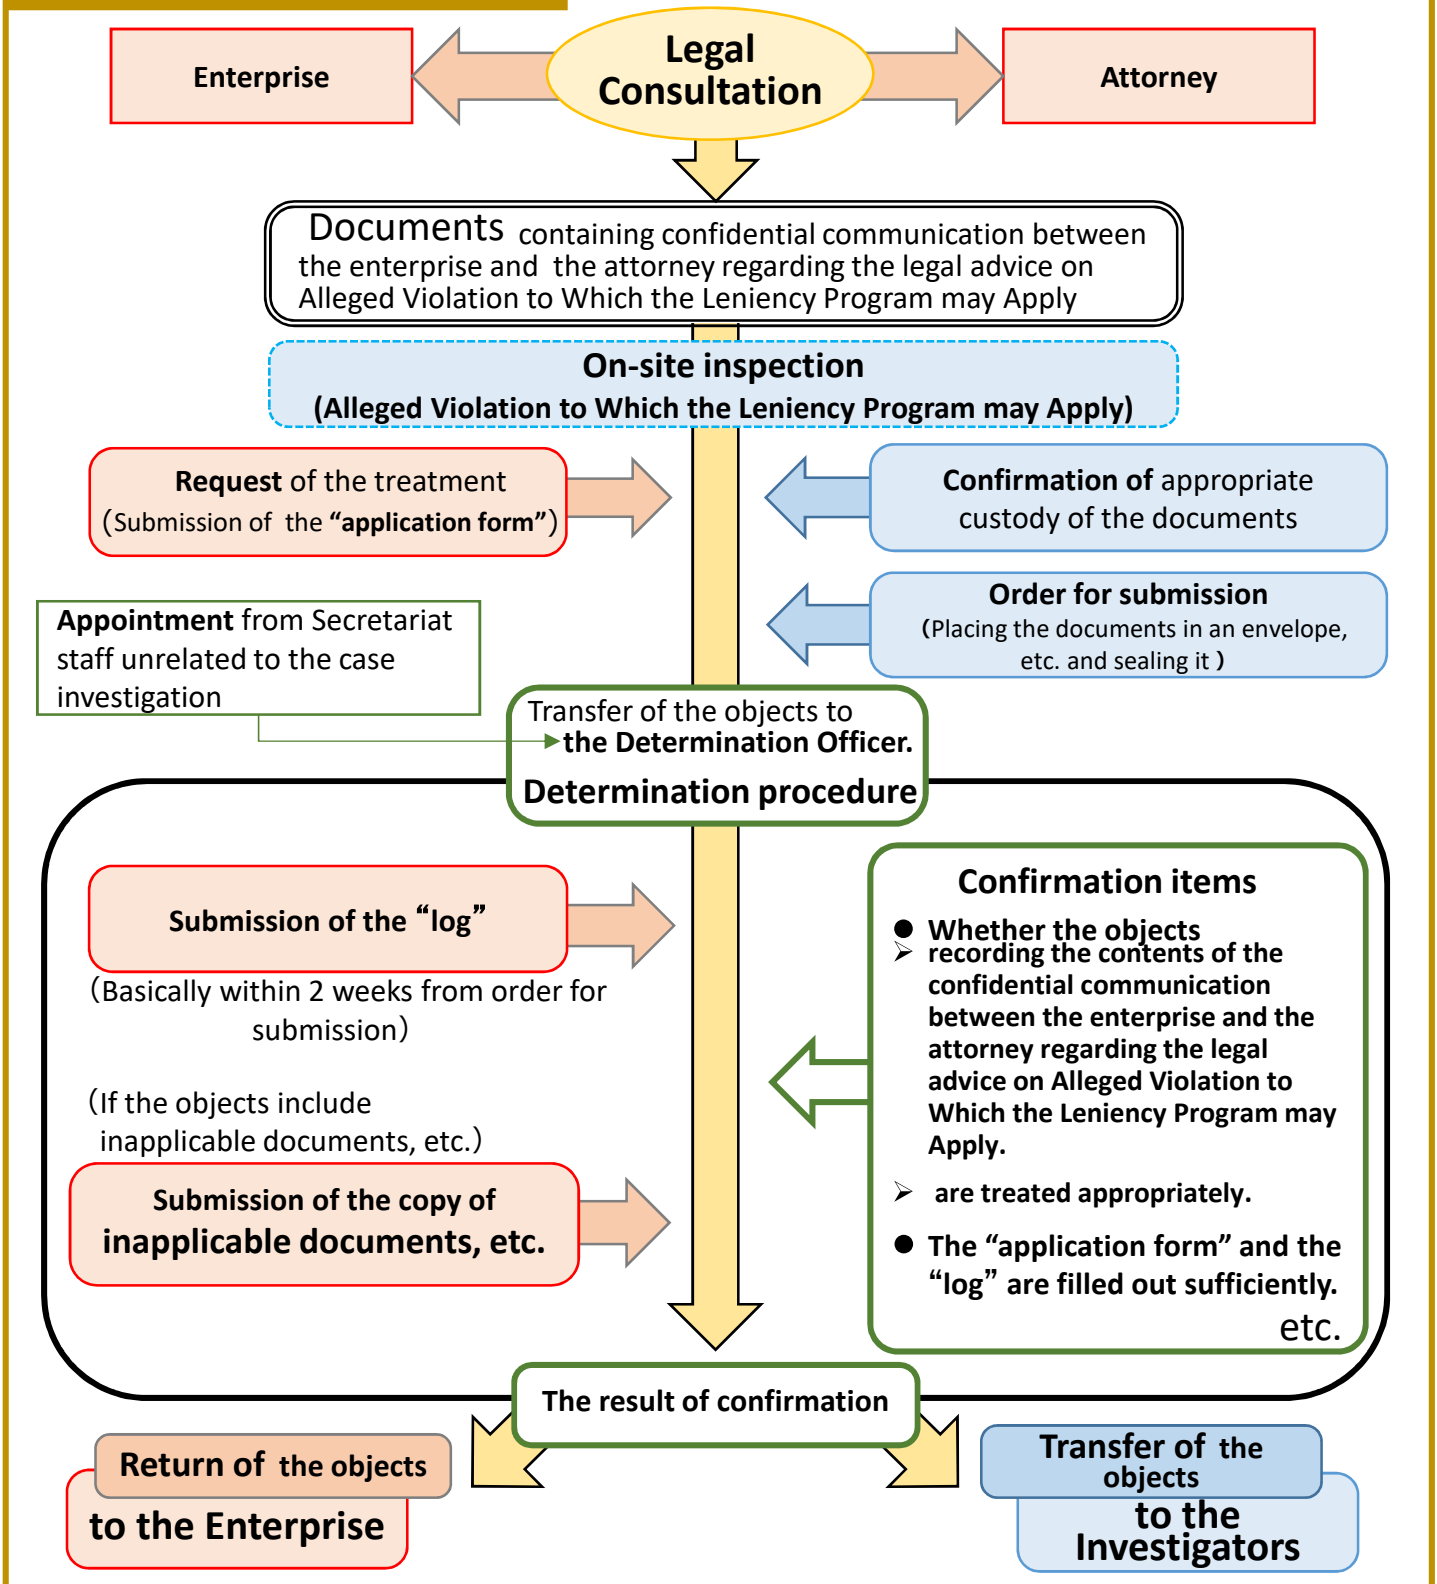 Enterprise
Legal
Consultation
Attorney
Documents containing confidential communication between
the enterprise and the attorney regarding the legal advice on
Alleged Violation to Which the Leniency Program may Apply
On-site inspection
(Alleged Violation to Which the Leniency Program may Apply)
Request of the treatment
（Submission of the “application form”）
Confirmation of appropriate
custody of the documents
Order for submission
（Placing the documents in an envelope,
etc. and sealing it）
Appointment from Secretariat
staff unrelated to the case
investigation
Transfer of the objects to
the Determination Officer.
Determination procedure
Submission of the “log”
（Basically within 2 weeks from order for
submission）
（If the objects include
inapplicable documents, etc.）
Submission of the copy of
inapplicable documents, etc.
Confirmation items
● Whether the objects
➢ recording the contents of the
confidential communication
between the enterprise and the
attorney regarding the legal
advice on Alleged Violation to
Which the Leniency Program may
Apply.
➢ are treated appropriately.
● The “application form” and the
“log” are filled out sufficiently.
etc.
The result of confirmation
Return of the objects
to the Enterprise
Transfer of the
objects
to the
Investigators